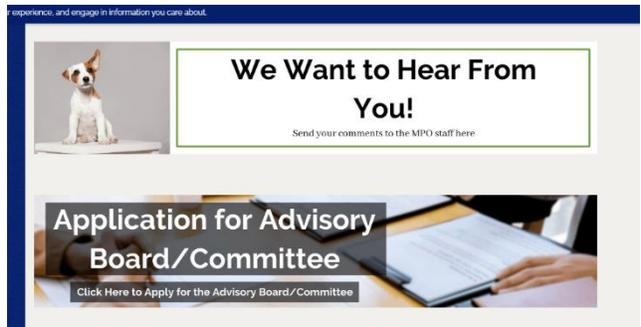 r experience, and engage in information you care about.
We Want to Hear From
You!
Send your comments to the MPO staff here
Application for Advisory
Board/Committee
Click Here to Apply for the Advisory Board/Committee